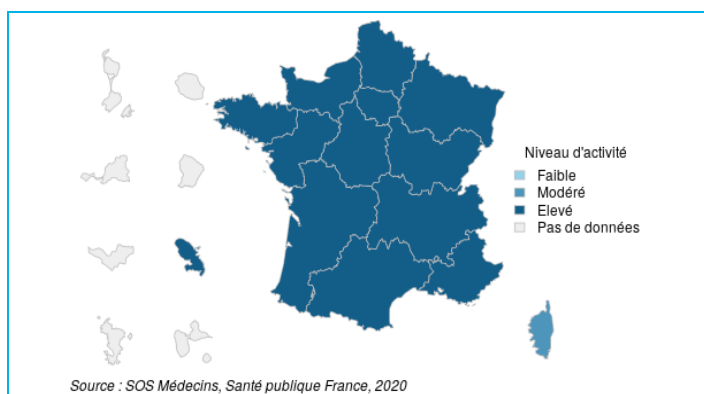 Niveau d'activité
Faible
Modéré
Elevé
Pas de données
Source : SOS Médecins, Santé publique France, 2020